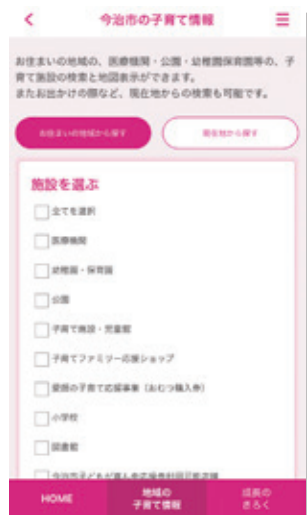 今治市の子育て情報
お住まいの地域の、医療機関・公園・幼稚園保育園等の、子
育て施設の検索と地図表示ができます。
またお出かけの際など、現在地からの検索も可能です。
お住まいの地域から探す
現在地から探す
施設を選ぶ
全てを選択
医療機関
幼稚園・保育園
公園
子育て施設・児童館
子育てファミリー応援ショップ
愛顔の子育て応援事業（おむつ購入券）
小学校
図書館
HOME
地域の
子育て情報
成長の
きろく